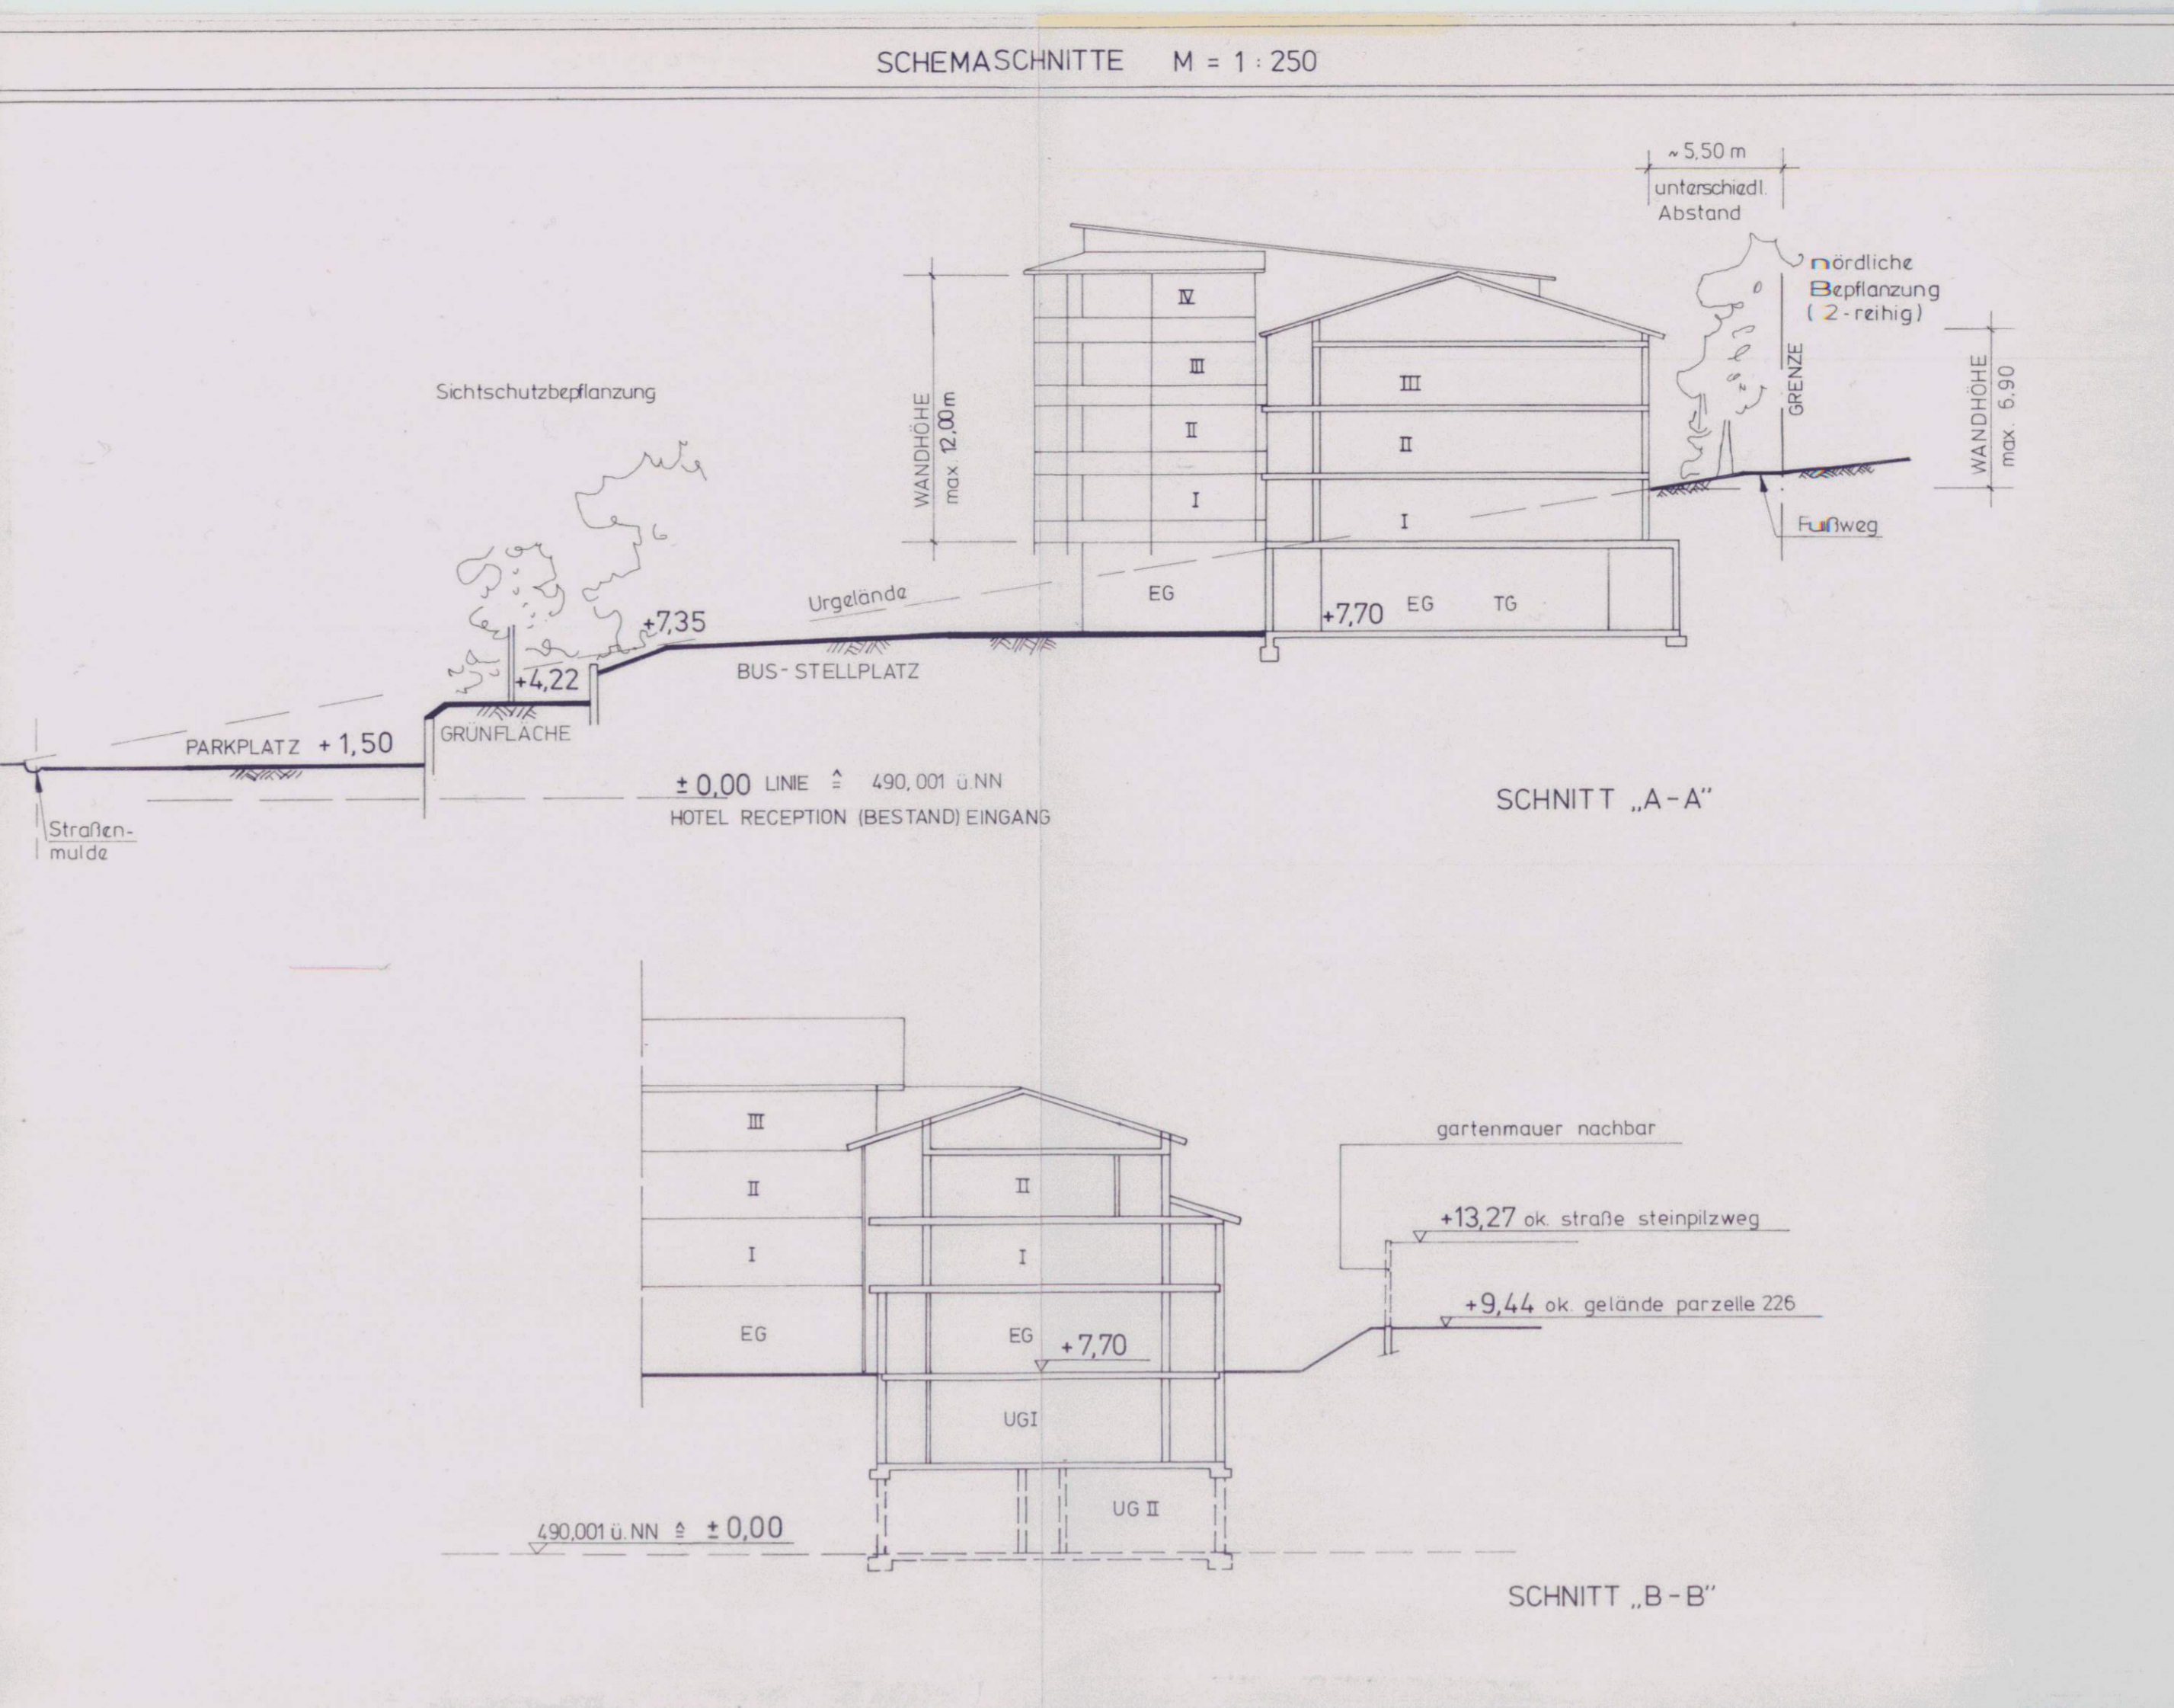 SCHEMASCHNITTE M = 1 : 250
~ 5,50 m
unterschiedl.
Abstand
nördliche
Bepflanzung
( 2 - reihig )
GRENZE
WANDHÖHE
max. 6,90
Fußweg
WANDHÖHE
max. 12,00 m
IV
III
II
I
EG
III
II
I
+7,70 EG TG
Sichtschutzbepflanzung
Urgelände
+7,35
BUS - STELLPLATZ
+4,22
GRÜNFLÄCHE
PARKPLATZ + 1,50
Straßen-
mulde
± 0,00 LINIE ≙ 490,001 ü.NN
HOTEL RECEPTION (BESTAND) EINGANG
SCHNITT „A - A"
III
II
I
EG
II
I
EG
+7,70
UG I
UG II
gartenmauer nachbar
+13,27 ok. straße steinpilzweg
+9,44 ok. gelände parzelle 226
490,001 ü. NN ≙ ± 0,00
SCHNITT „B - B"